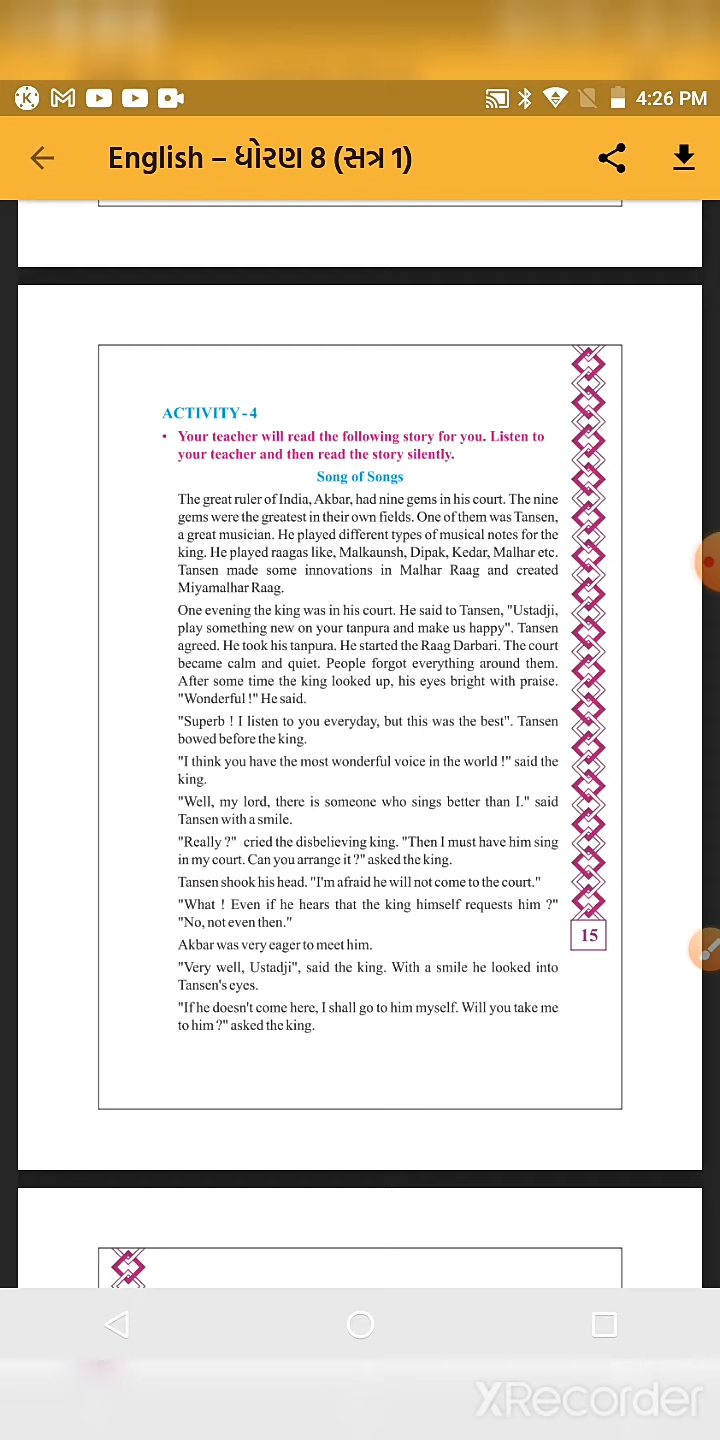 4:26 PM
English – ધોરણ 8 (સત્ર 1)
ACTIVITY - 4
• Your teacher will read the following story for you. Listen to
your teacher and then read the story silently.
Song of Songs
The great ruler of India, Akbar, had nine gems in his court. The nine
gems were the greatest in their own fields. One of them was Tansen,
a great musician. He played different types of musical notes for the
king. He played raagas like, Malkaunsh, Dipak, Kedar, Malhar etc.
Tansen made some innovations in Malhar Raag and created
Miyamalhar Raag.
One evening the king was in his court. He said to Tansen, "Ustadji,
play something new on your tanpura and make us happy". Tansen
agreed. He took his tanpura. He started the Raag Darbari. The court
became calm and quiet. People forgot everything around them.
After some time the king looked up, his eyes bright with praise.
"Wonderful !" He said.
"Superb ! I listen to you everyday, but this was the best". Tansen
bowed before the king.
"I think you have the most wonderful voice in the world !" said the
king.
"Well, my lord, there is someone who sings better than I." said
Tansen with a smile.
"Really ?" cried the disbelieving king. "Then I must have him sing
in my court. Can you arrange it ?" asked the king.
Tansen shook his head. "I'm afraid he will not come to the court."
"What ! Even if he hears that the king himself requests him ?"
"No, not even then."
Akbar was very eager to meet him.
"Very well, Ustadji", said the king. With a smile he looked into
Tansen's eyes.
"If he doesn't come here, I shall go to him myself. Will you take me
to him ?" asked the king.
15
XRecorder